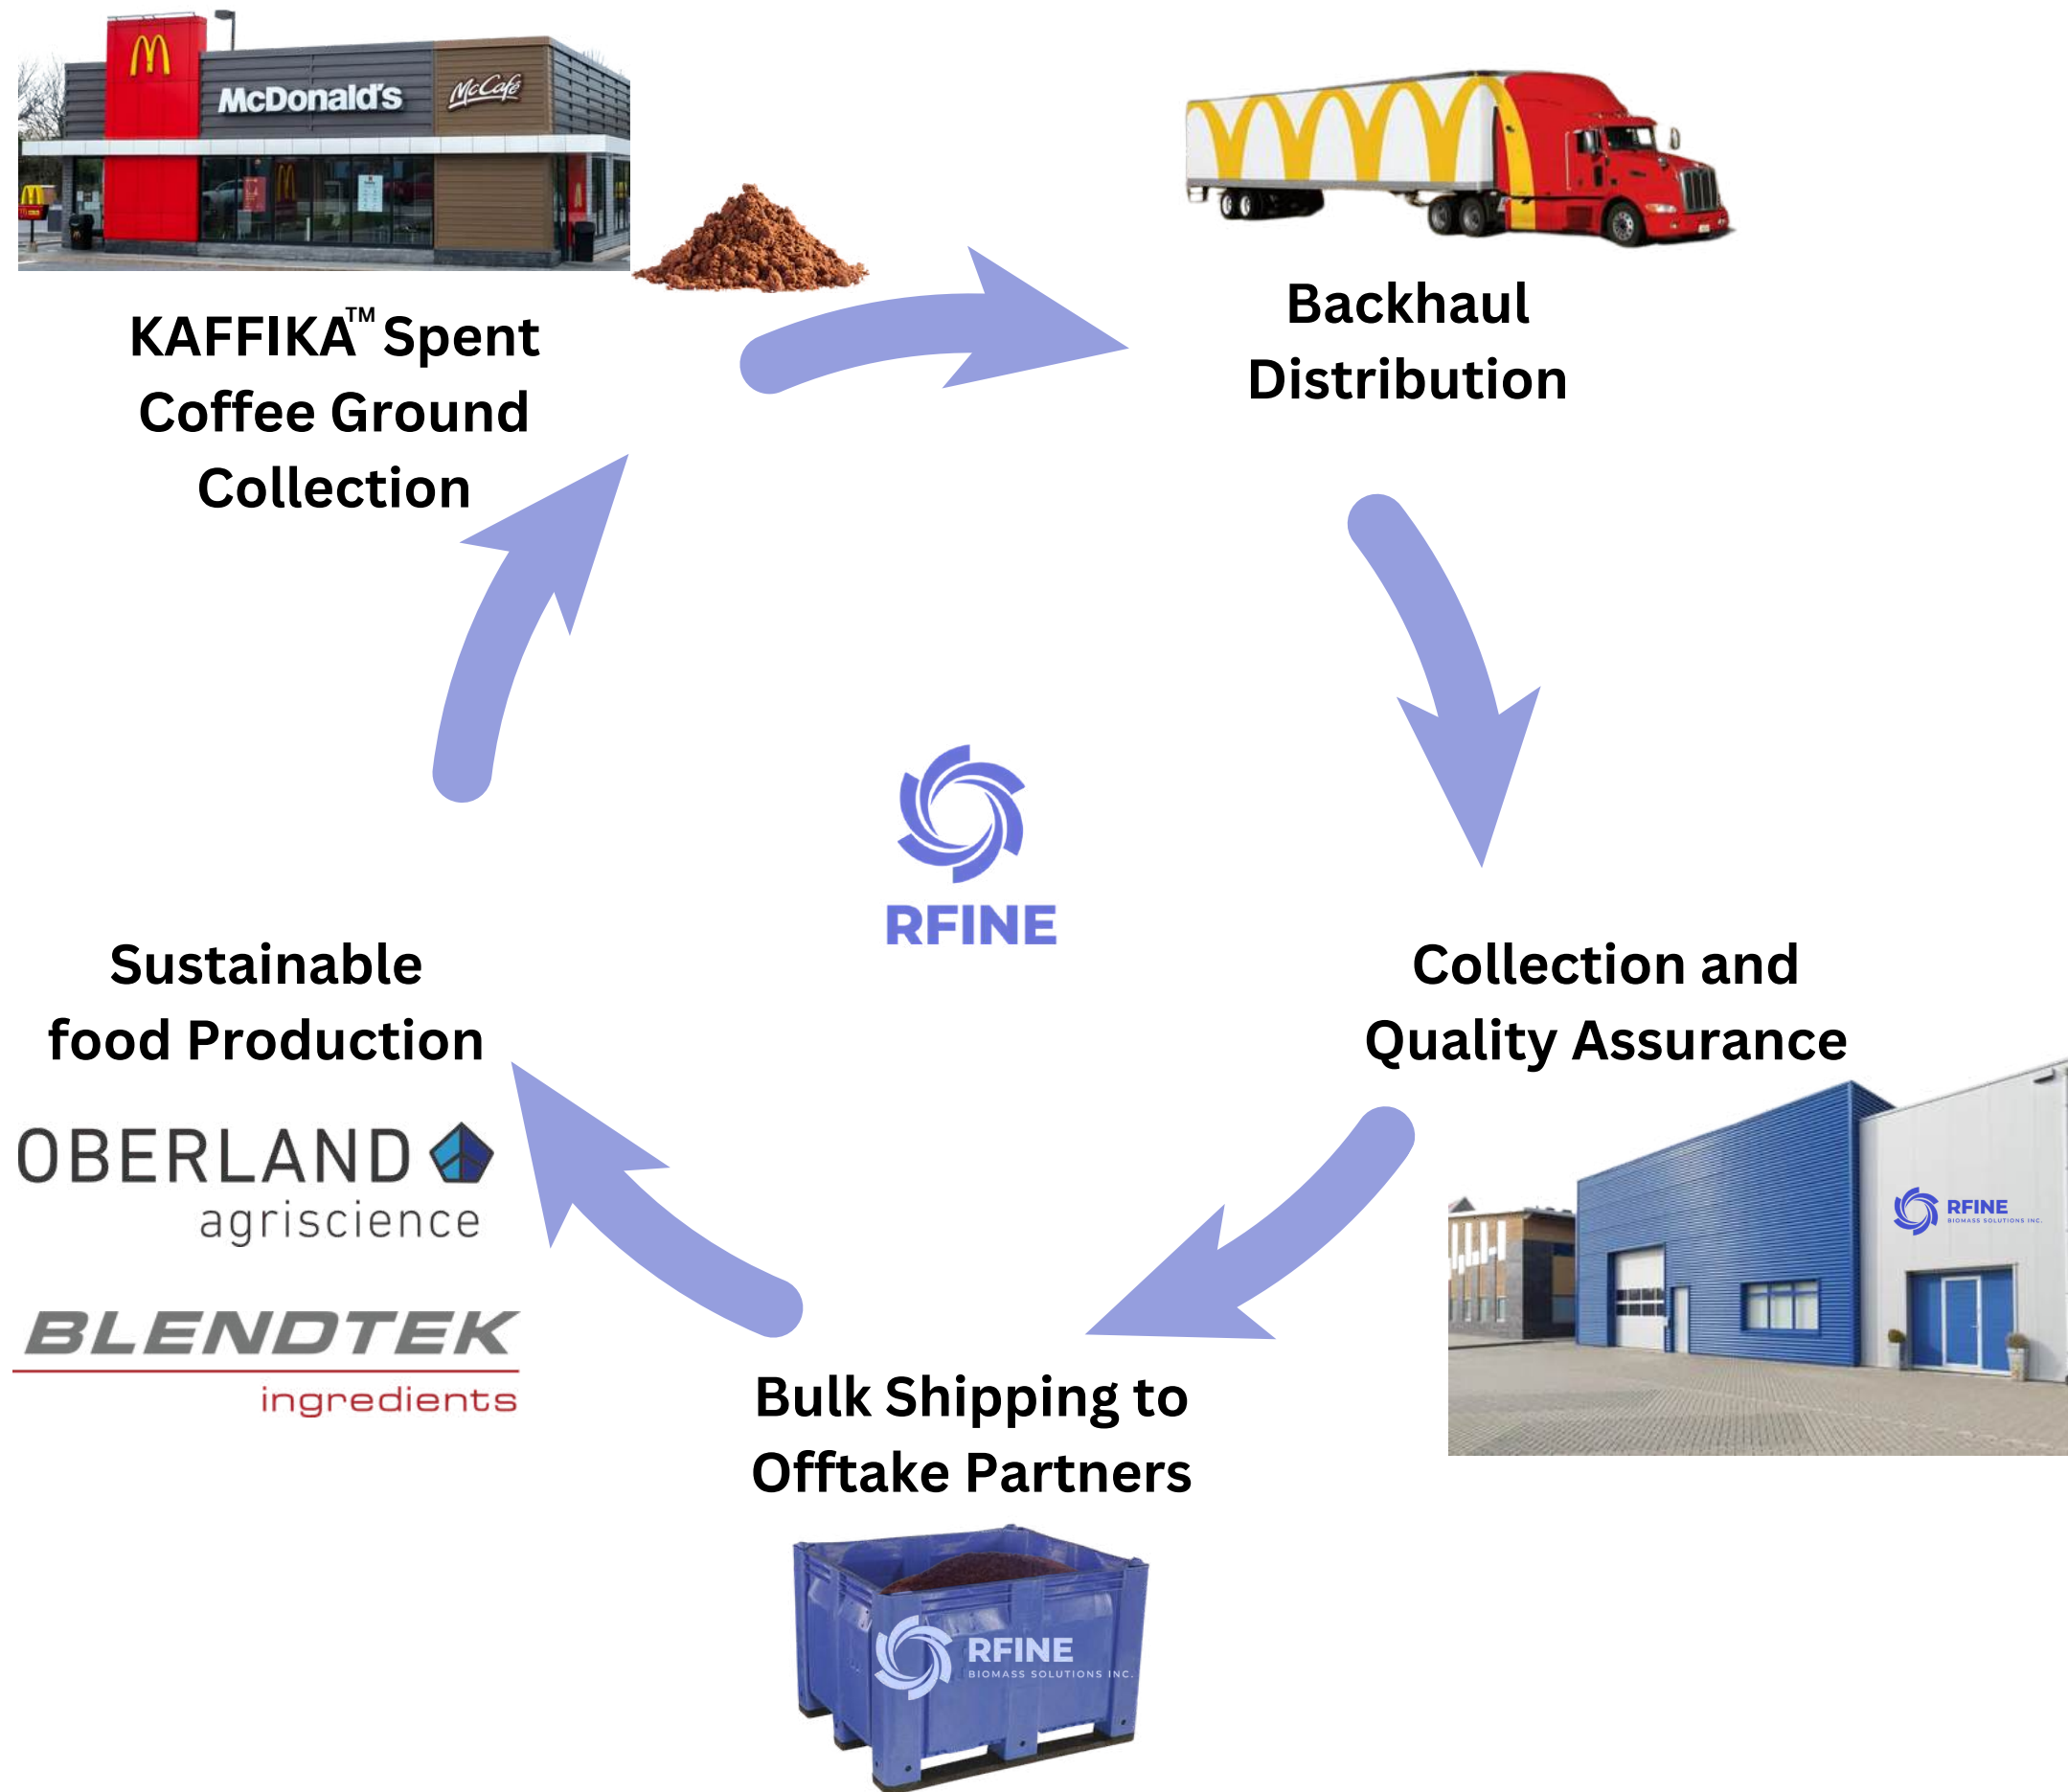 McDonald's
McCafé
KAFFIKA™ Spent
Coffee Ground
Collection
Backhaul
Distribution
RFINE
Collection and
Quality Assurance
RFINE
BIOMASS SOLUTIONS INC.
Bulk Shipping to
Offtake Partners
RFINE
BIOMASS SOLUTIONS INC.
Sustainable
food Production
OBERLAND
agriscience
BLENDTEK
ingredients